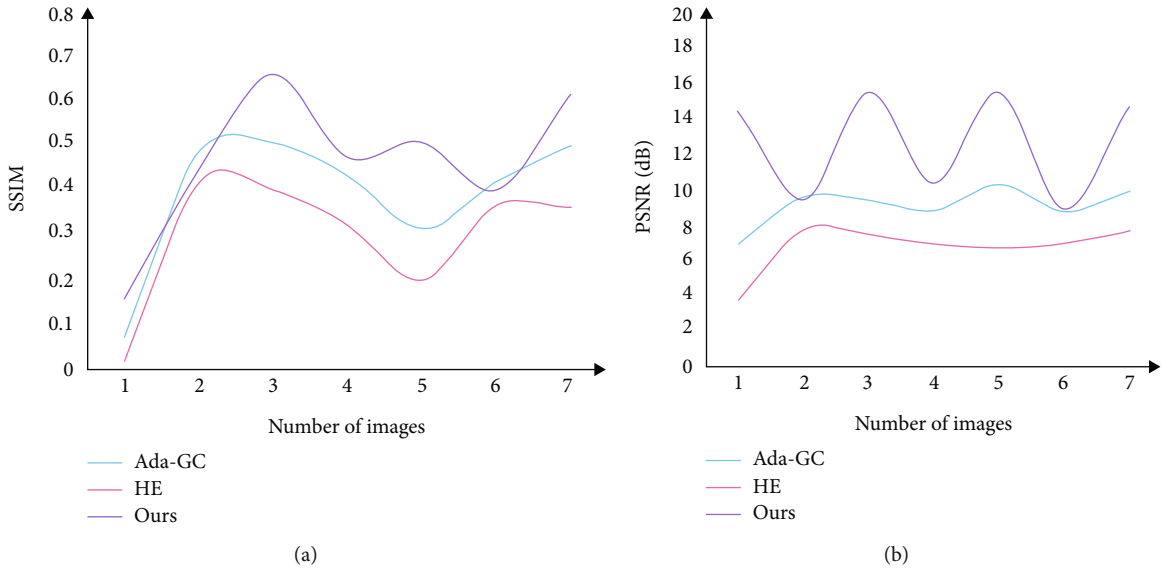 0.8
0.7
0.6
0.5
0.4
0.3
0.2
0.1
0
SSIM
1 2 3 4 5 6 7
Number of images
Ada-GC
HE
Ours
(a)
20
18
16
14
12
10
8
6
4
2
0
PSNR (dB)
1 2 3 4 5 6 7
Number of images
Ada-GC
HE
Ours
(b)